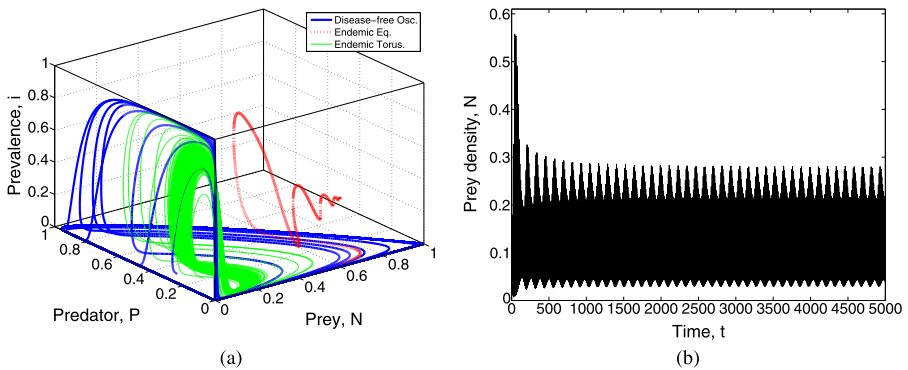 Disease-free Osc.
Endemic Eq.
Endemic Torus.
Prevalence, i
1
0.8
0.6
0.4
0.2
0
1
0.8
0.6
0.4
0.2
0
Predator, P
0
0.2
0.4
0.6
0.8
1
Prey, N
(a)
Prey density, N
0.6
0.5
0.4
0.3
0.2
0.1
0
0 500 1000 1500 2000 2500 3000 3500 4000 4500 5000
Time, t
(b)